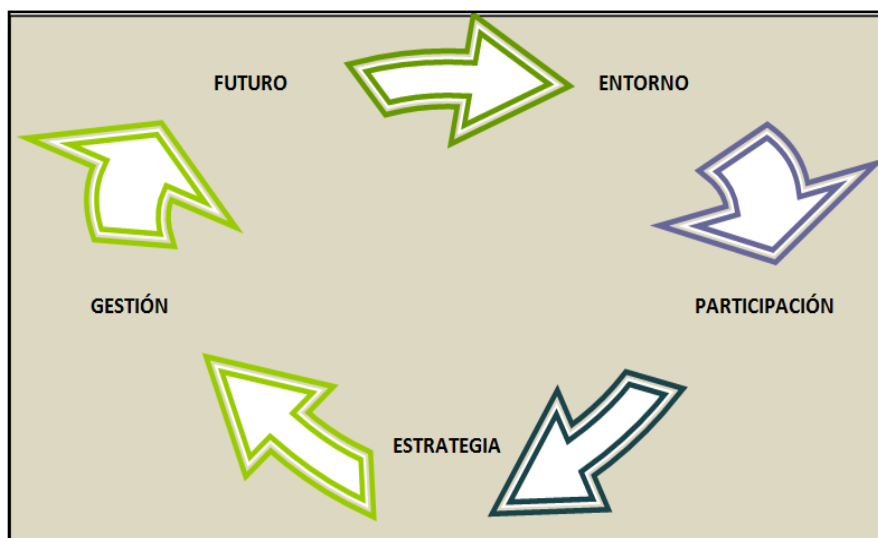 FUTURO
ENTORNO
GESTIÓN
PARTICIPACIÓN
ESTRATEGIA